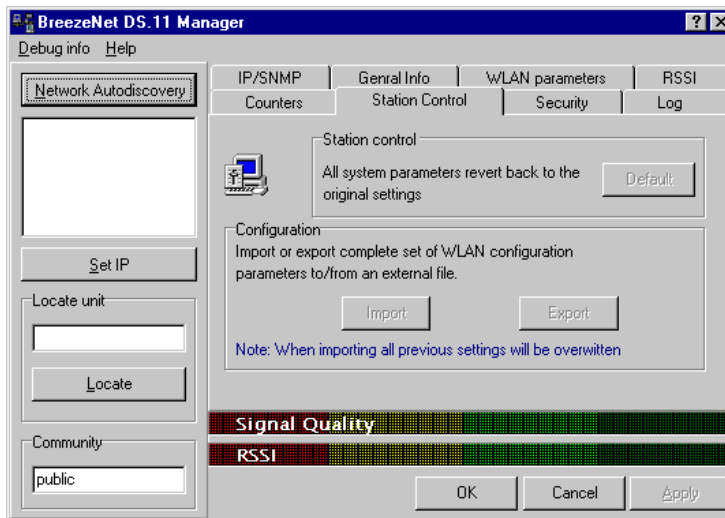 BreezeNet DS.11 Manager
Debug info Help
Network Autodiscovery
Set IP
Locate unit
Locate
Community
public
IP/SNMP Genral Info WLAN parameters RSSI
Counters Station Control Security Log
Station control
All system parameters revert back to the
original settings
Default
Configuration
Import or export complete set of WLAN configuration
parameters to/from an external file.
Import Export
Note: When importing all previous settings will be overwitten
Signal Quality
RSSI
OK Cancel Apply